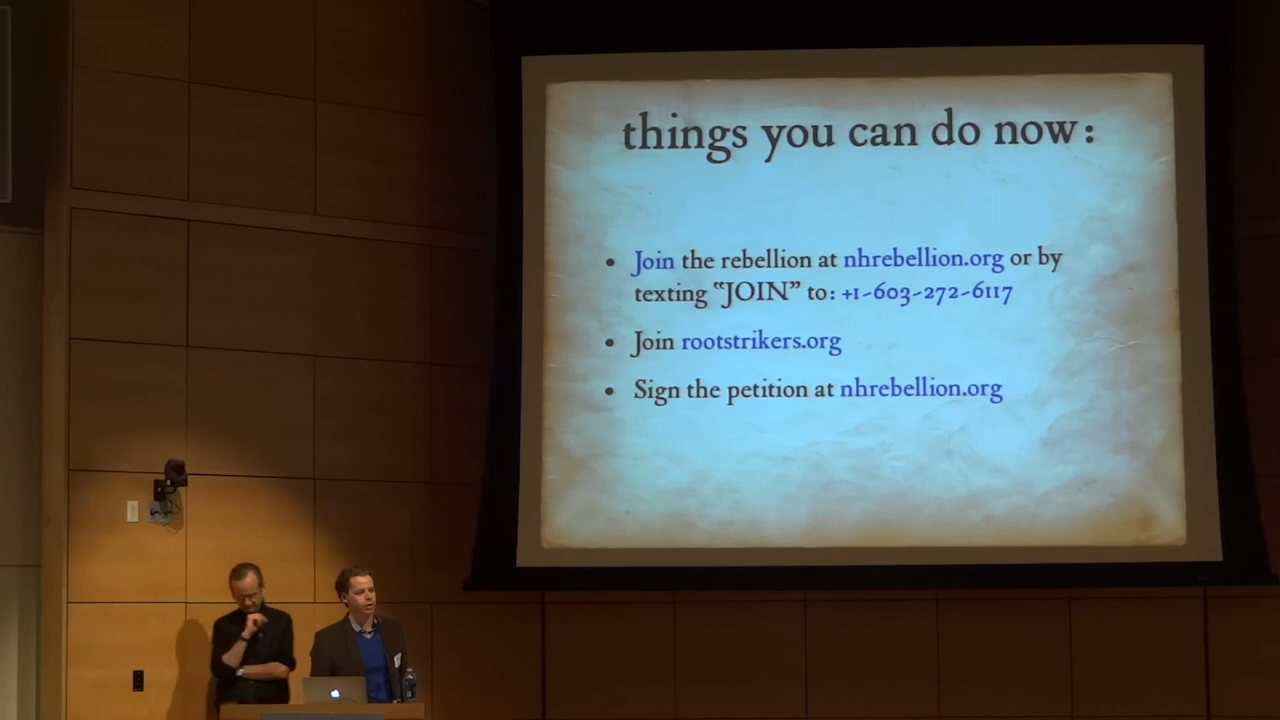 things you can do now:
• Join the rebellion at nhrebellion.org or by
texting "JOIN" to: +1-603-272-6117
• Join rootstrikers.org
• Sign the petition at nhrebellion.org